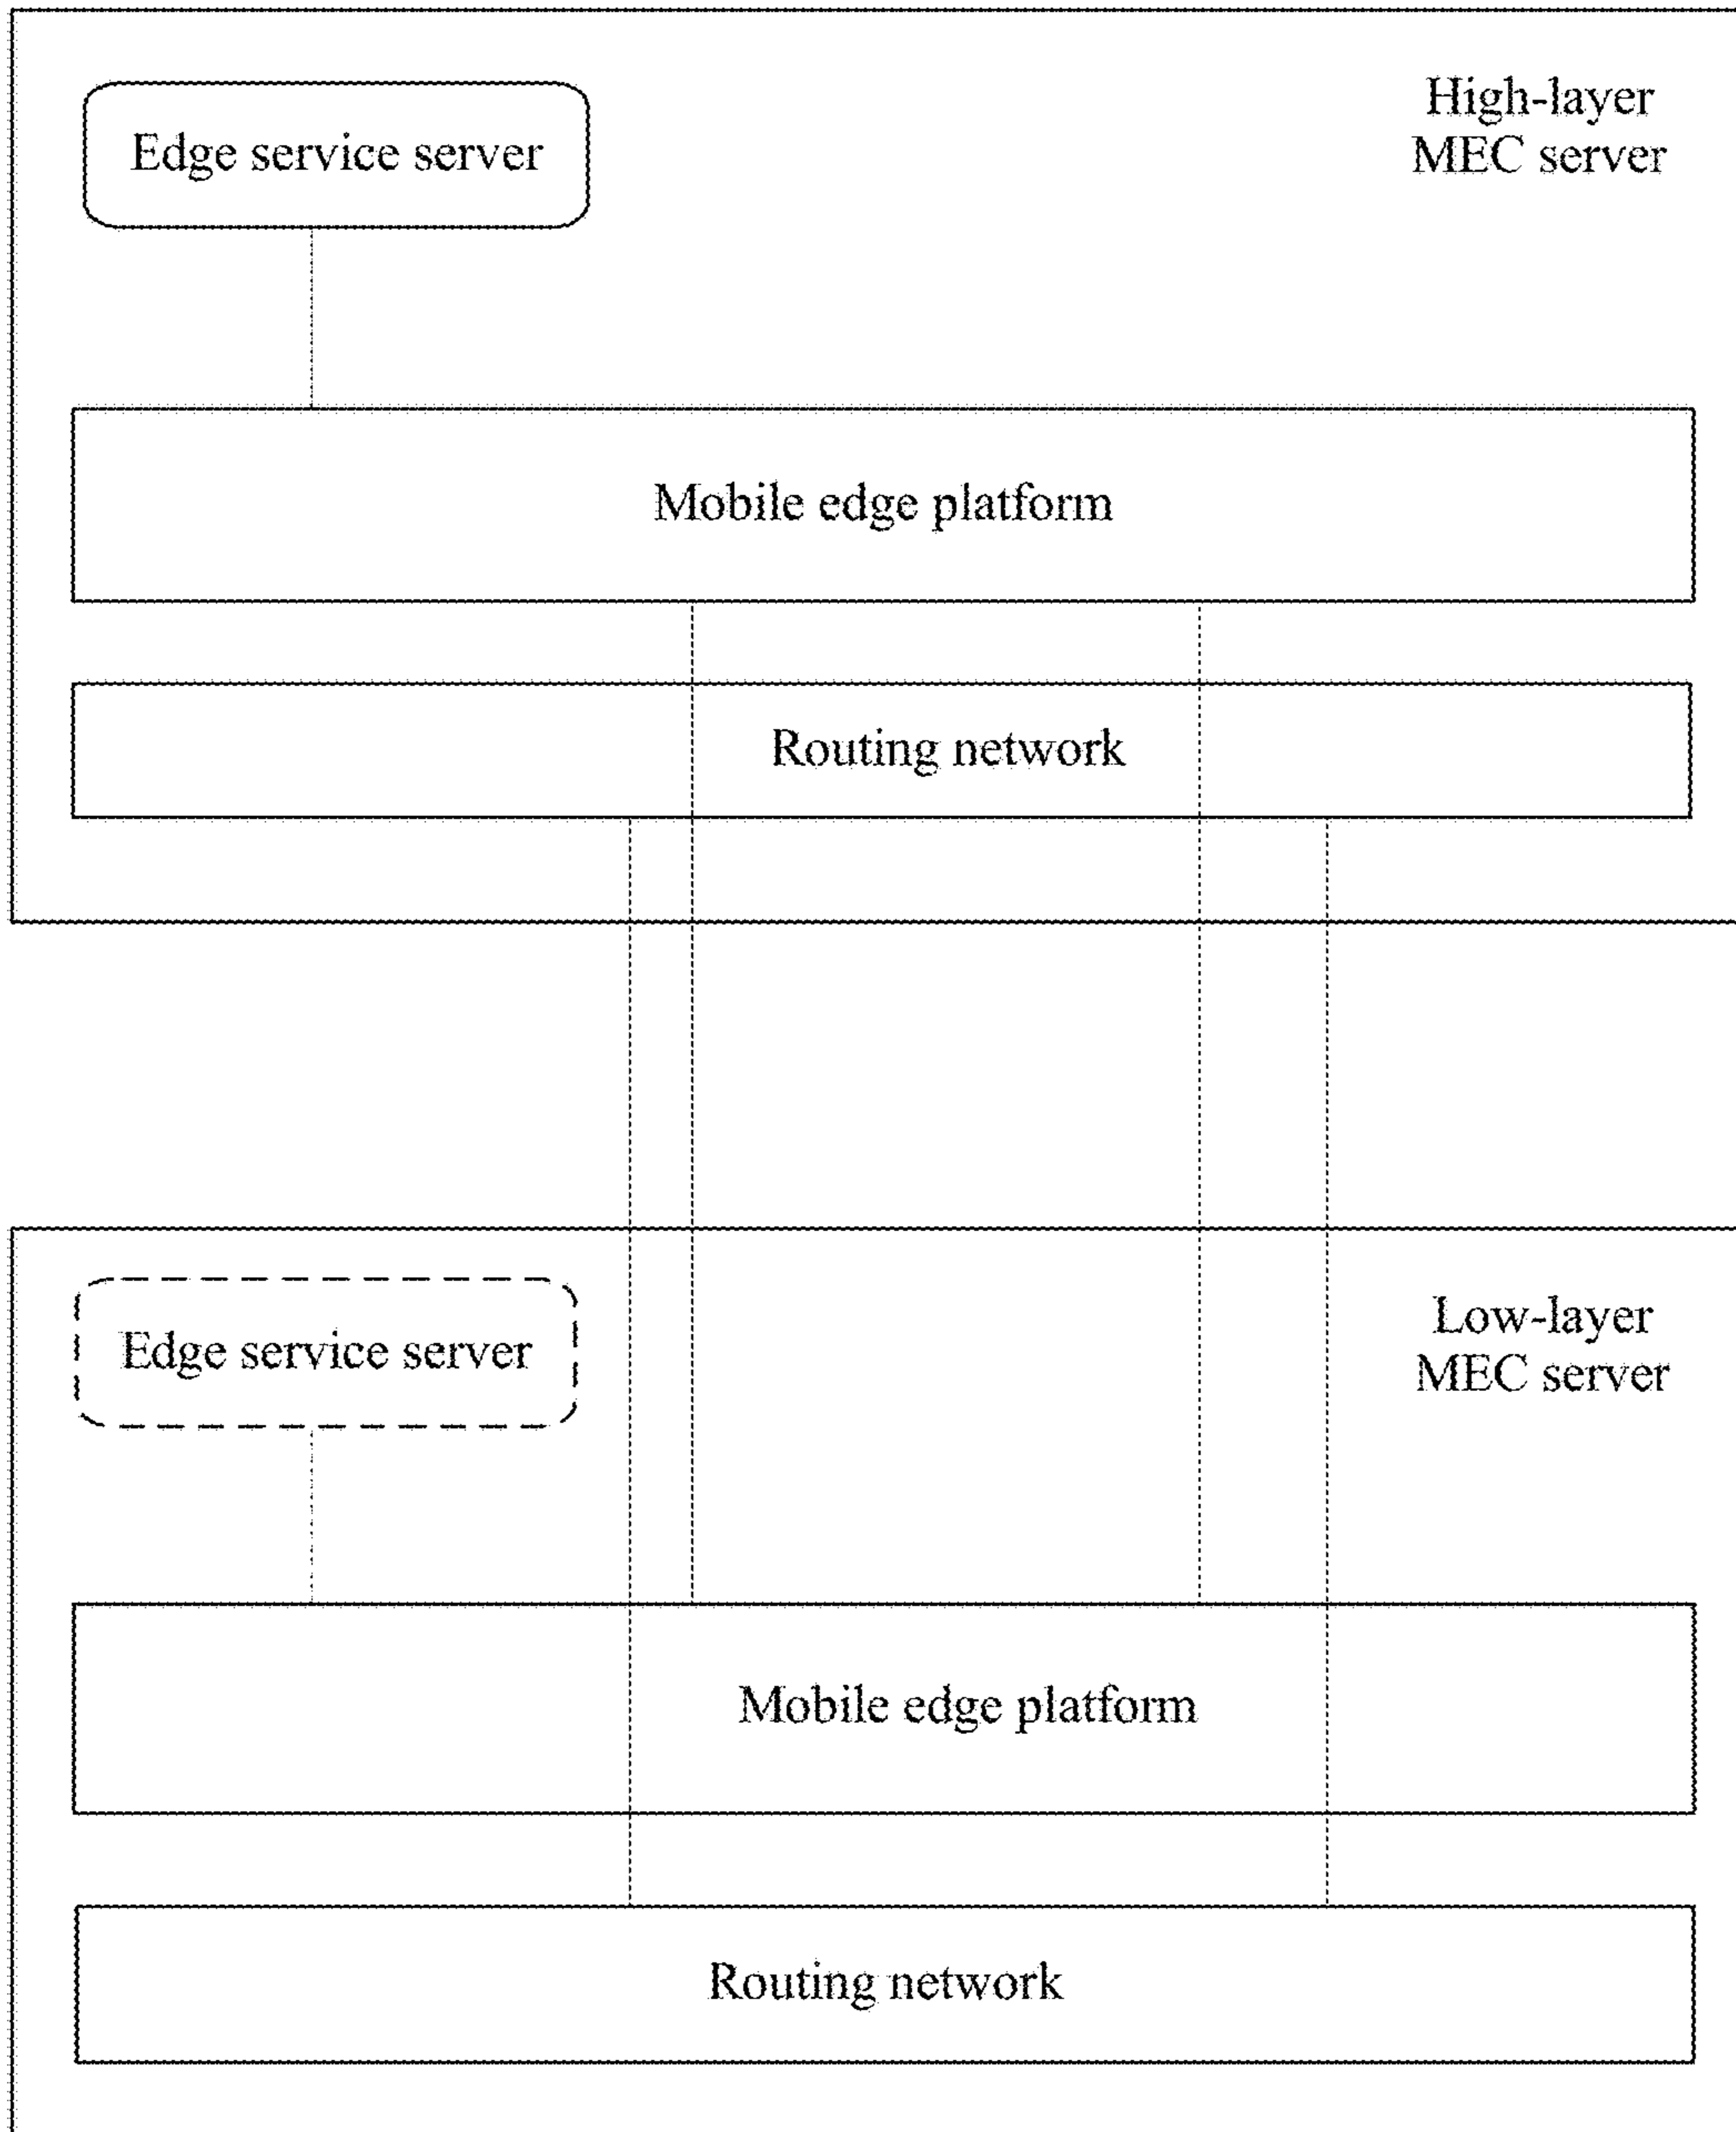 High-layer
MEC server
Edge service server
Mobile edge platform
Routing network
Low-layer
MEC server
Edge service server
Mobile edge platform
Routing network